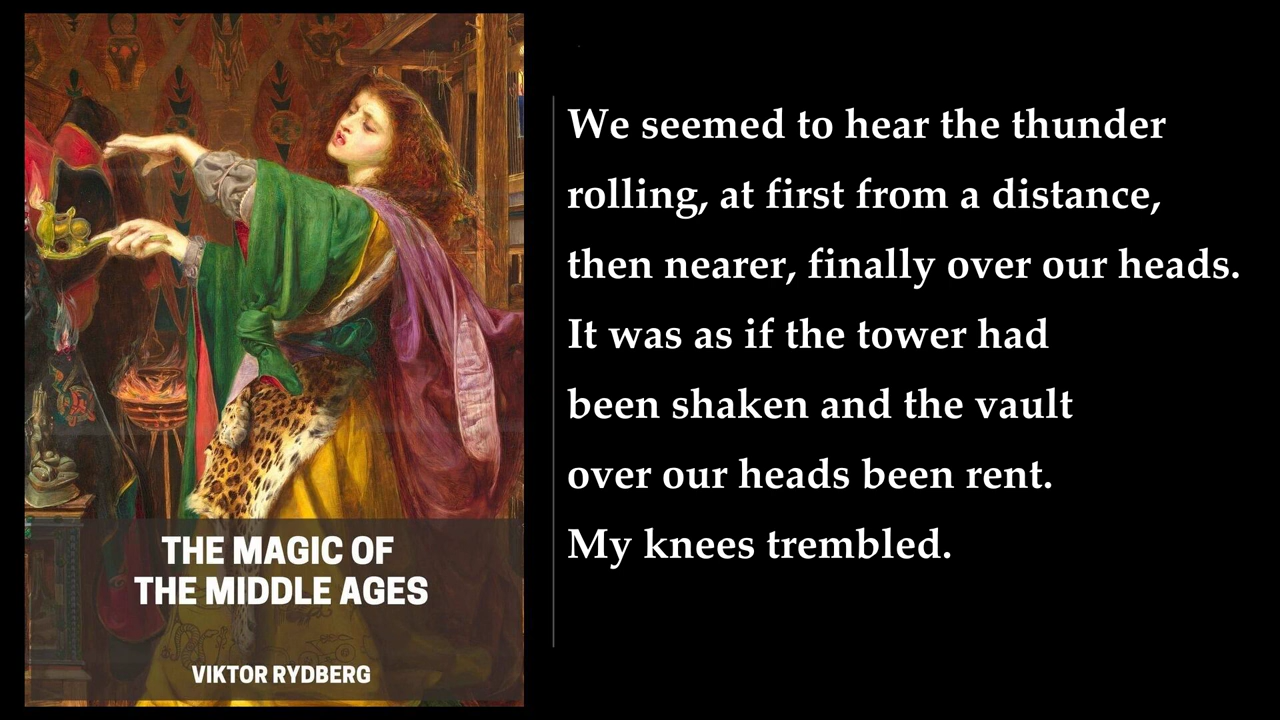 THE MAGIC OF
THE MIDDLE AGES
VIKTOR RYDBERG
We seemed to hear the thunder
rolling, at first from a distance,
then nearer, finally over our heads.
It was as if the tower had
been shaken and the vault
over our heads been rent.
My knees trembled.